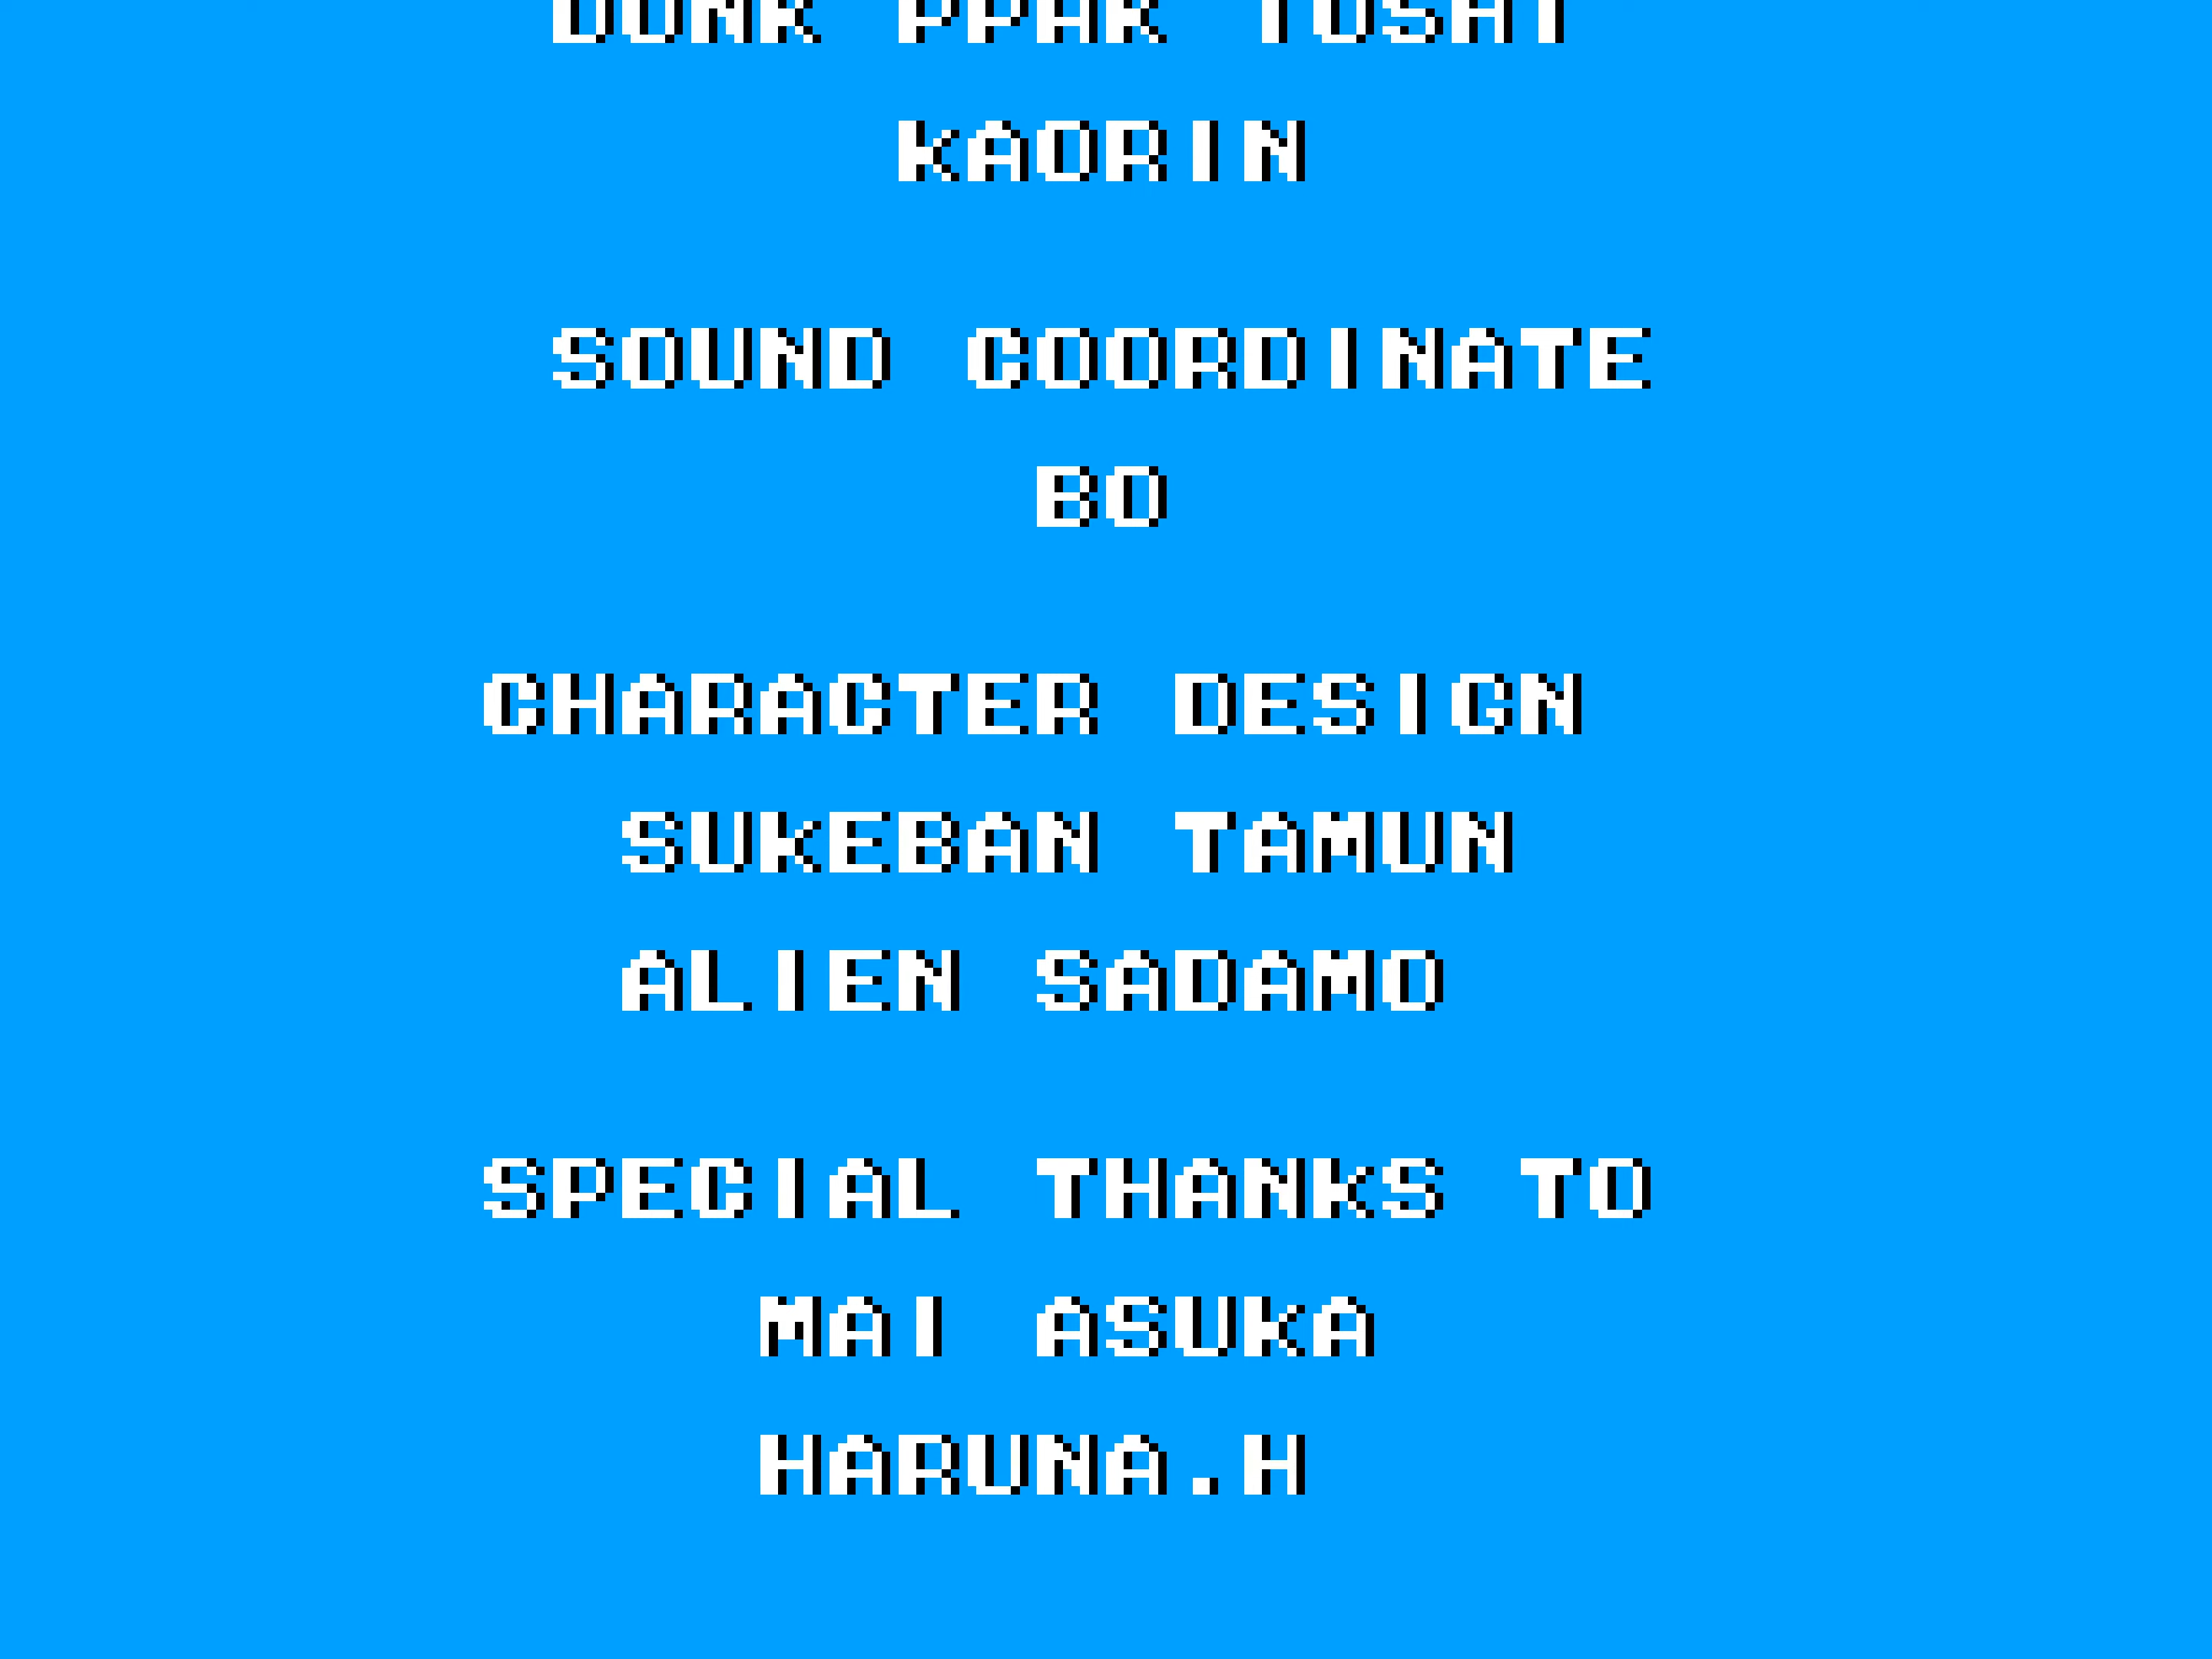 KAORIN
SOUND COORDINATE
BO
CHARACTER DESIGN
SUKEBAN TAMUN
ALIEN SADAMO
SPECIAL THANKS TO
MAI ASUKA
HARUNA.H